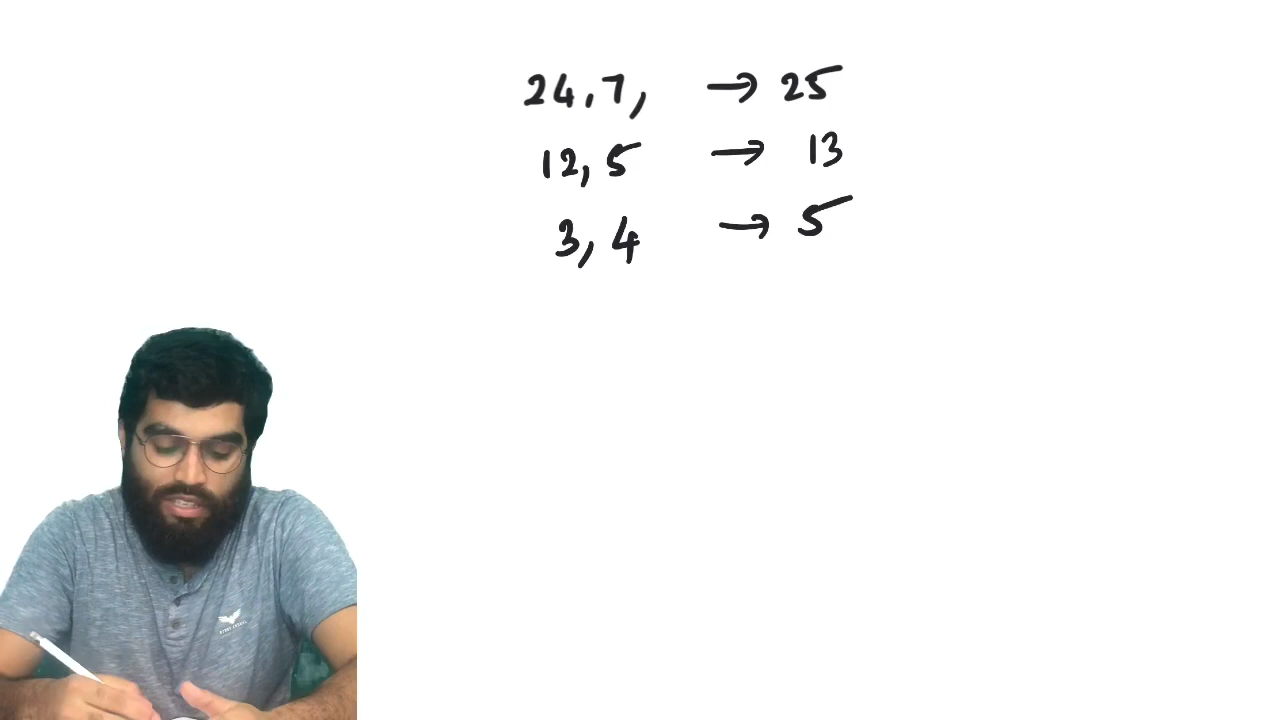 24, 7, → 25
12, 5 → 13
3, 4 → 5